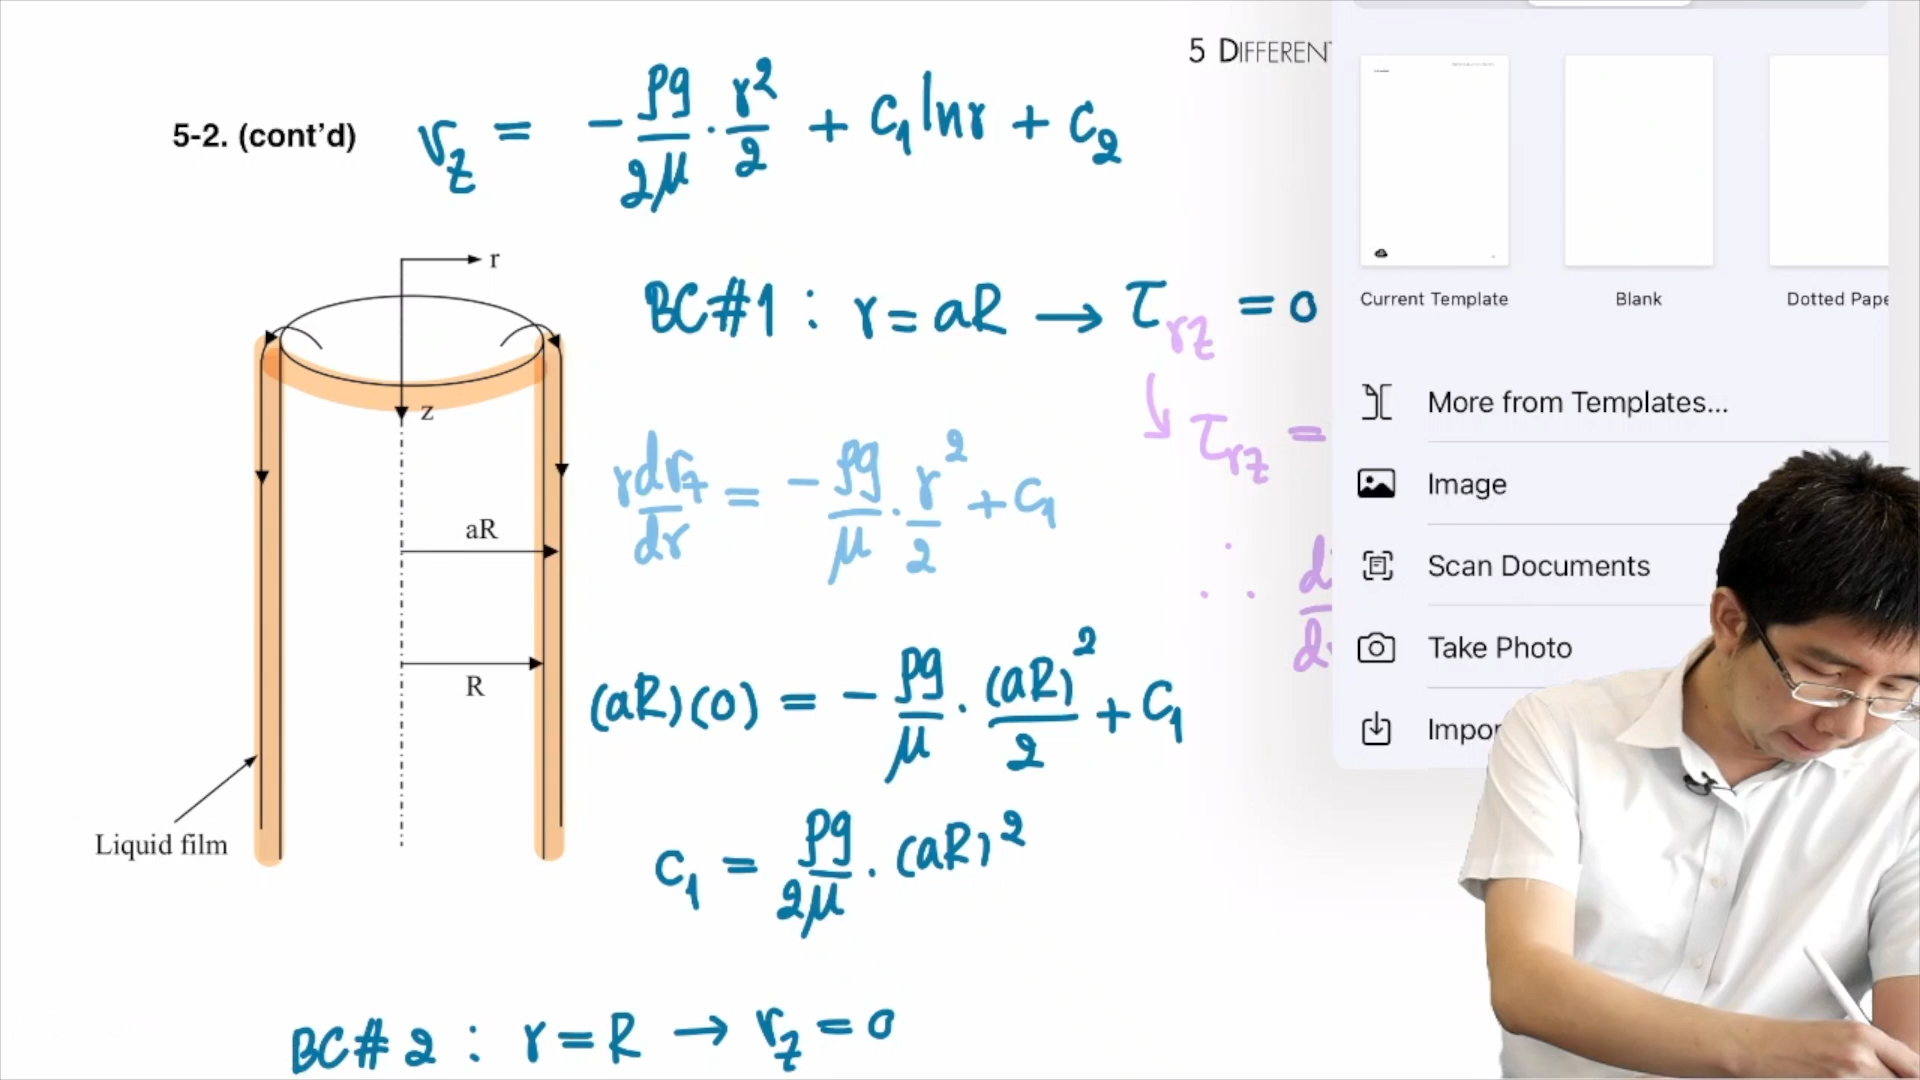 5 DIFFEREN
5-2. (cont'd) v_z = - ρg/2μ · r²/2 + C₁ ln r + C₂
r
BC#1 : r = aR → τ_rz = 0
z
↳ τ_rz =
r dv_z/dr = - ρg/μ · r²/2 + C₁
aR
∴ d
d
R
(aR)(0) = - ρg/μ · (aR)²/2 + C₁
Liquid film
C₁ = ρg/2μ · (aR)²
BC#2 : r = R → v_z = 0
Current Template
Blank
Dotted Pape
More from Templates...
Image
Scan Documents
Take Photo
Impor